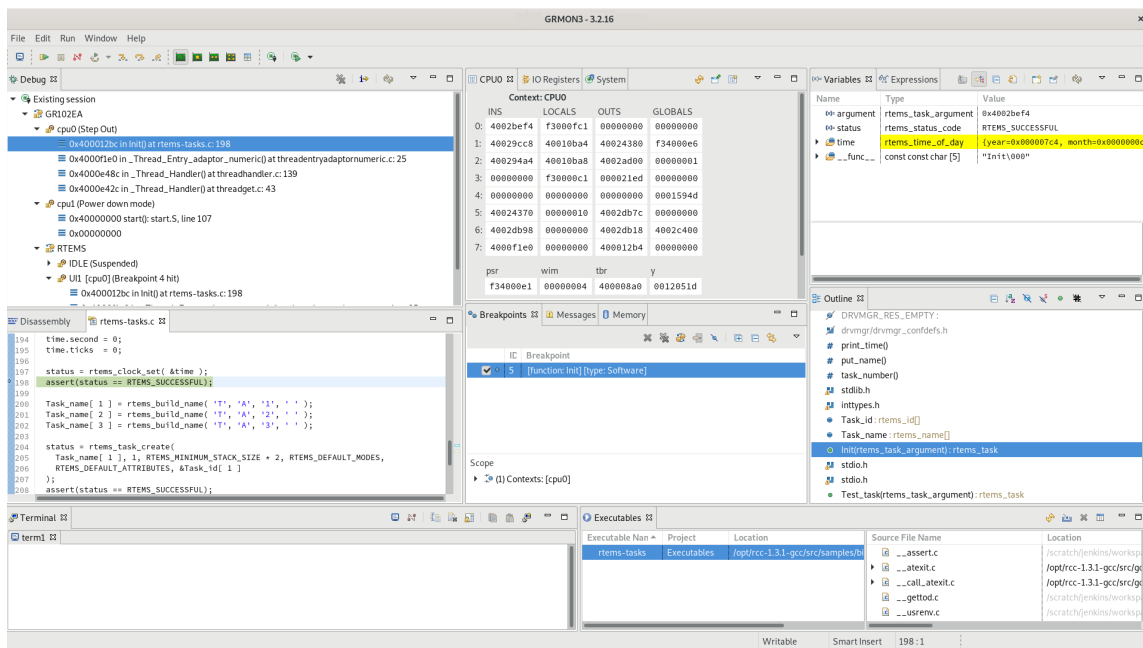 GRMON3 - 3.2.16
File Edit Run Window Help
Debug
Existing session
GR102EA
cpu0 (Step Out)
0x400012bc in Init() at rtems-tasks.c: 198
0x4000f1e0 in _Thread_Entry_adaptor_numeric() at threadentryadaptornumeric.c: 25
0x4000e48c in _Thread_Handler() at threadhandler.c: 139
0x4000e42c in _Thread_Handler() at threadget.c: 43
cpu1 (Power down mode)
0x40000000 start(): start.S, line 107
0x00000000
RTEMS
IDLE (Suspended)
UI1 [cpu0] (Breakpoint 4 hit)
0x400012bc in Init() at rtems-tasks.c: 198
CPU0 IO Registers System
Context: CPU0
INS LOCALS OUTS GLOBALS
0: 4002bef4 f3000fc1 00000000 00000000
1: 40029cc8 40010ba4 40024380 f34000e6
2: 400294a4 40010ba8 4002ad00 00000001
3: 00000000 f30000c1 000021ed 00000000
4: 00000000 00000000 00000000 0001594d
5: 40024370 00000010 4002db7c 00000000
6: 4002db98 00000000 4002db18 4002c400
7: 4000f1e0 00000000 400012b4 00000000
psr wim tbr y
f34000e1 00000004 400008a0 0012051d
Variables Expressions
Name Type Value
argument rtems_task_argument 0x4002bef4
status rtems_status_code RTEMS_SUCCESSFUL
time rtems_time_of_day {year=0x000007c4, month=0x0000000c
__func__ const const char [5] "Init\000"
Disassembly rtems-tasks.c
194 time.second = 0;
195 time.ticks = 0;
196
197 status = rtems_clock_set( &time );
198 assert(status == RTEMS_SUCCESSFUL);
199
200 Task_name[ 1 ] = rtems_build_name( 'T', 'A', '1', ' ' );
201 Task_name[ 2 ] = rtems_build_name( 'T', 'A', '2', ' ' );
202 Task_name[ 3 ] = rtems_build_name( 'T', 'A', '3', ' ' );
203
204 status = rtems_task_create(
205 Task_name[ 1 ], 1, RTEMS_MINIMUM_STACK_SIZE * 2, RTEMS_DEFAULT_MODES,
206 RTEMS_DEFAULT_ATTRIBUTES, &Task_id[ 1 ]
207 );
208 assert(status == RTEMS_SUCCESSFUL);
Breakpoints Messages Memory
ID Breakpoint
5 [function: Init] [type: Software]
Scope
(1) Contexts: [cpu0]
Outline
DRVMGR_RES_EMPTY :
drvmgr/drvmgr_confdefs.h
print_time()
put_name()
task_number()
stdlib.h
inttypes.h
Task_id : rtems_id[]
Task_name : rtems_name[]
Init(rtems_task_argument) : rtems_task
stdio.h
stdio.h
Test_task(rtems_task_argument) : rtems_task
Terminal
term1
Executables
Executable Nan Project Location
rtems-tasks Executables /opt/rcc-1.3.1-gcc/src/samples/bi
Source File Name Location
__assert.c /scratch/jenkins/worksp
__atexit.c /opt/rcc-1.3.1-gcc/src/gc
__call_atexit.c /opt/rcc-1.3.1-gcc/src/gc
__gettod.c /scratch/jenkins/worksp
__usrenv.c /scratch/jenkins/worksp
Writable Smart Insert 198 : 1